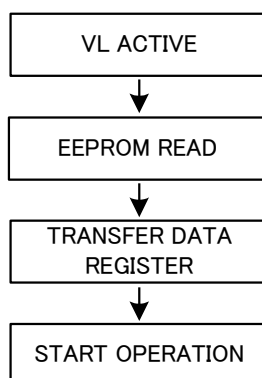 VL ACTIVE
EEPROM READ
TRANSFER DATA
REGISTER
START OPERATION